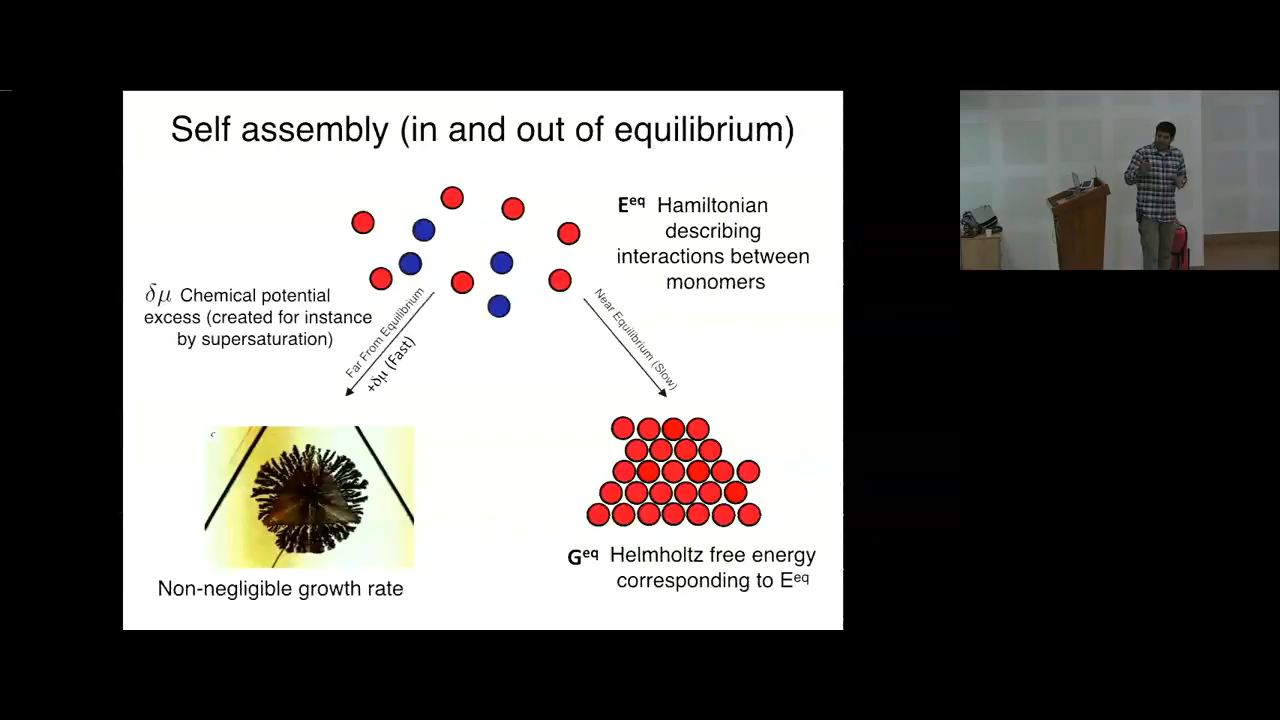 Self assembly (in and out of equilibrium)
E^eq Hamiltonian
describing
interactions between
monomers
δμ Chemical potential
excess (created for instance
by supersaturation)
Far From Equilibrium
+δμ (Fast)
Near Equilibrium (Slow)
c
Non-negligible growth rate
G^eq Helmholtz free energy
corresponding to E^eq